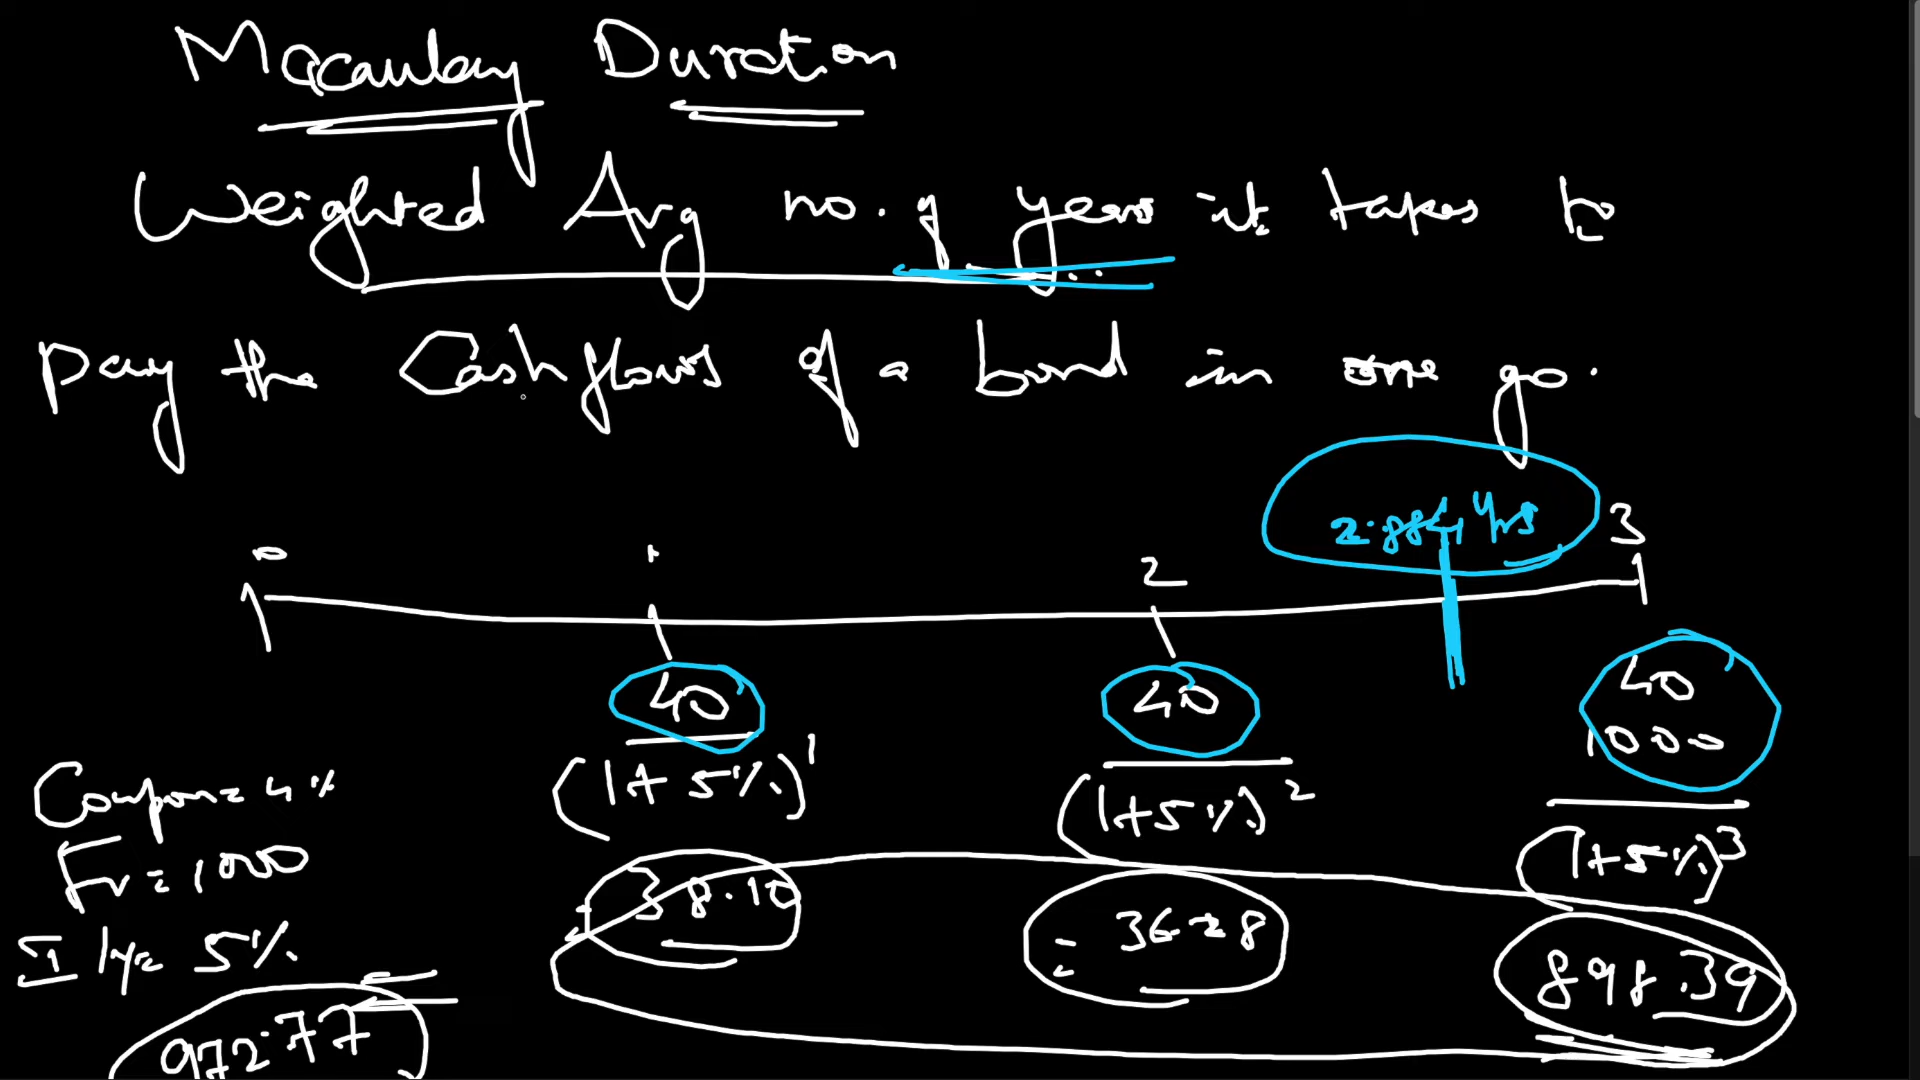 Macaulay Duration
Weighted Avg no. of years it takes to
pay the Cashflows of a bond in one go.
2.884 yrs
0 1 2 3
40 40 40
1000
(1+5%)1 (1+5%)2 (1+5%)3
Coupon = 4%
FV = 1000
I/y = 5%
= 38.10 = 36.28 898.39
972.77